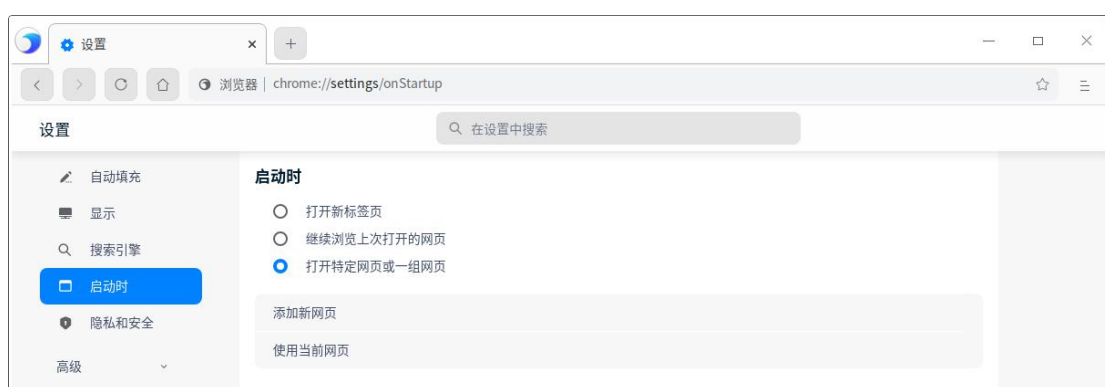 设置
浏览器 | chrome://settings/onStartup
设置
在设置中搜索
自动填充
显示
搜索引擎
启动时
隐私和安全
高级
启动时
打开新标签页
继续浏览上次打开的网页
打开特定网页或一组网页
添加新网页
使用当前网页